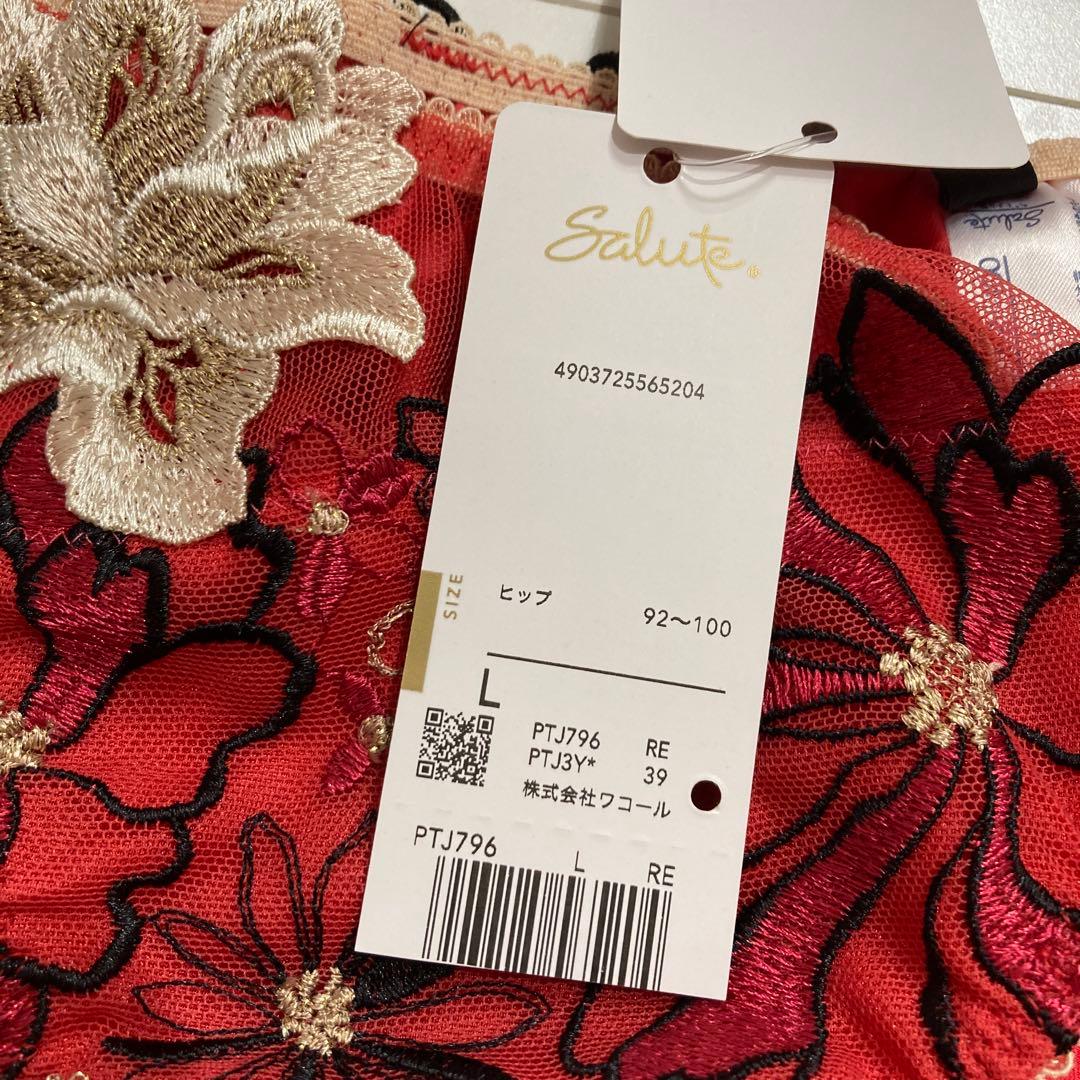 Salute®
4903725565204
SIZE
ヒップ 92〜100
L
PTJ796 RE
PTJ3Y* 39
株式会社ワコール
PTJ796 L RE
Salute